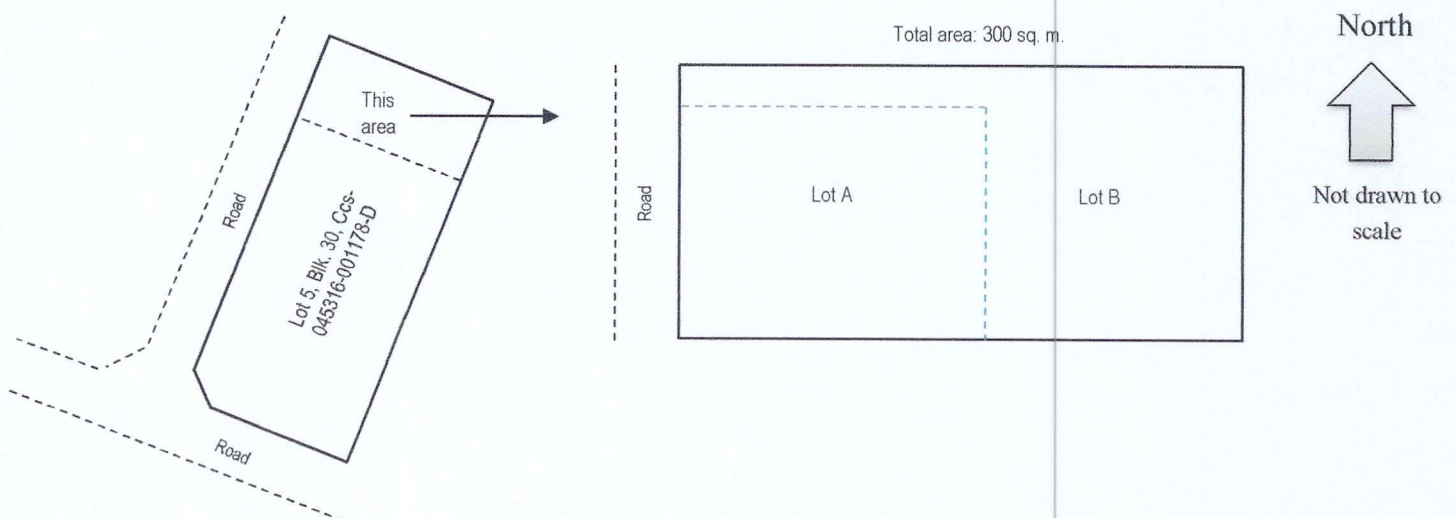 Total area: 300 sq. m.
North
This
area
Road
Lot 5, Blk. 30, Ccs-
045316-001178-D
Road
Road
Lot A
Lot B
Not drawn to
scale